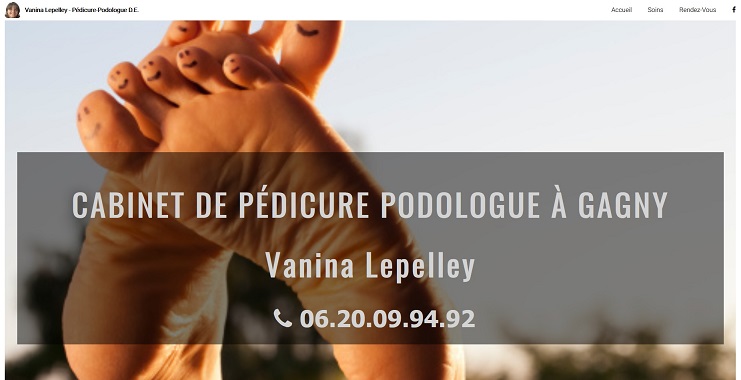 Vanina Lepelley - Pédicure-Podologue D.E.
Accueil Soins Rendez-Vous f
CABINET DE PÉDICURE PODOLOGUE À GAGNY
Vanina Lepelley
06.20.09.94.92